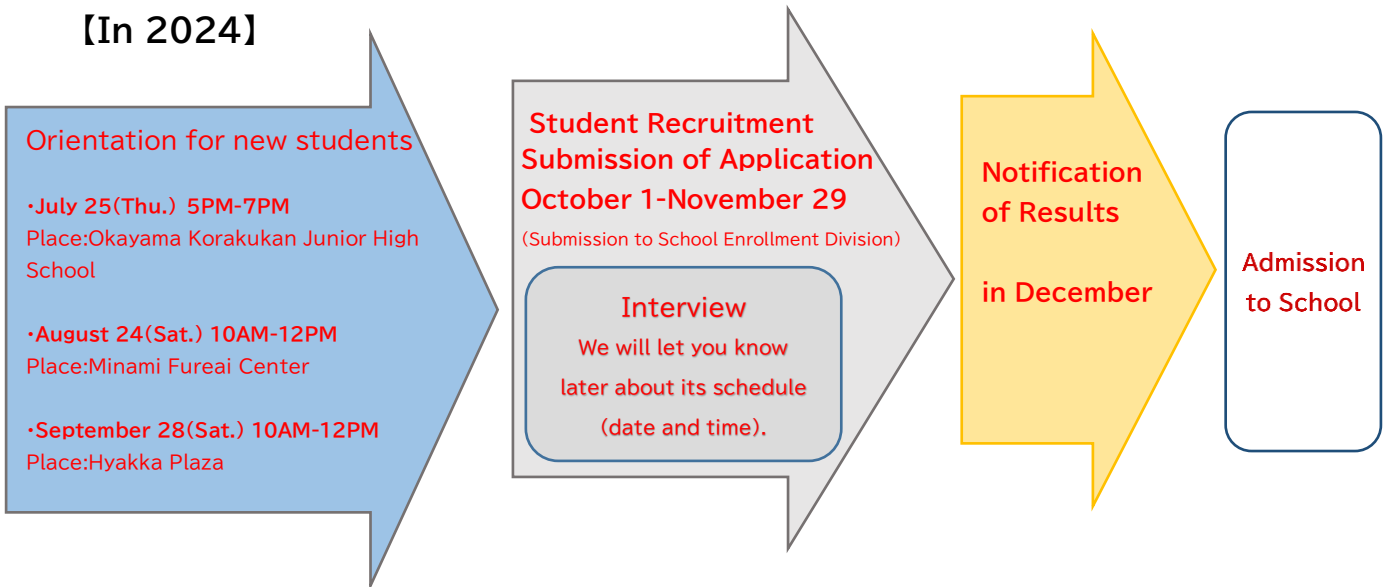 【In 2024】
Orientation for new students
・July 25(Thu.) 5PM-7PM
Place:Okayama Korakukan Junior High
School
・August 24(Sat.) 10AM-12PM
Place:Minami Fureai Center
・September 28(Sat.) 10AM-12PM
Place:Hyakka Plaza
Student Recruitment
Submission of Application
October 1-November 29
(Submission to School Enrollment Division)
Interview
We will let you know
later about its schedule
(date and time).
Notification
of Results
in December
Admission
to School